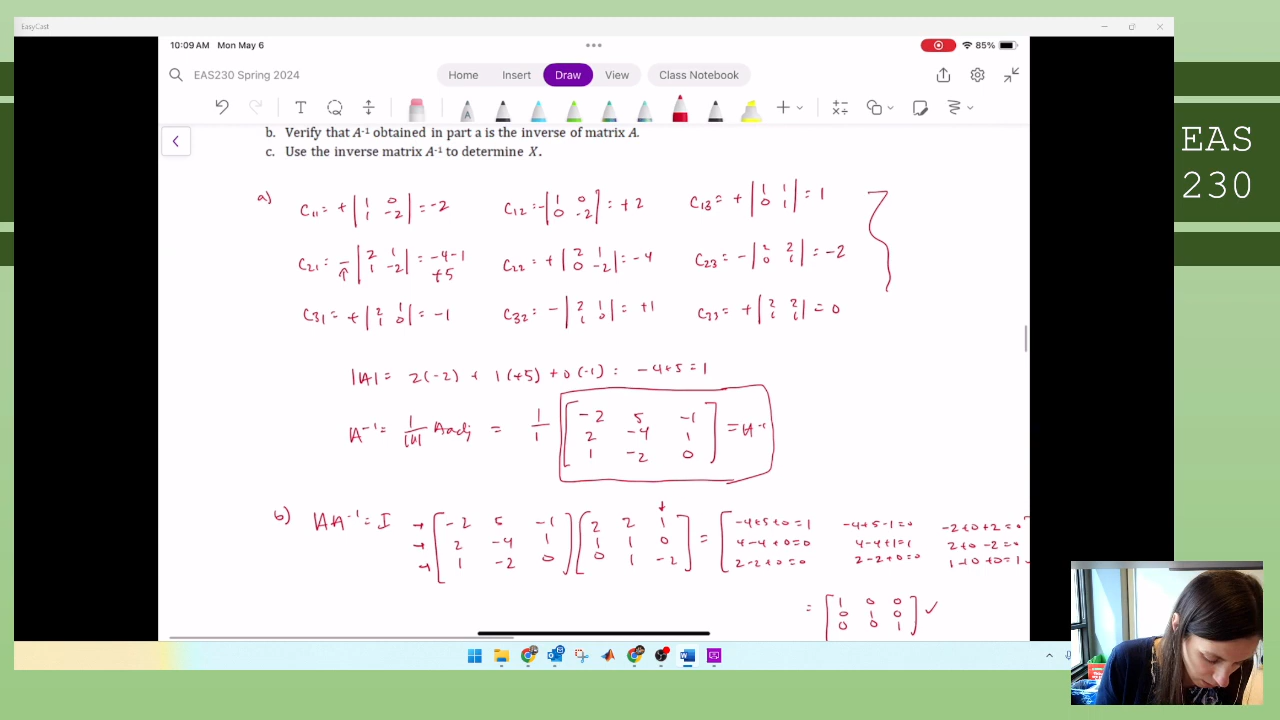 EasyCast
10:09 AM Mon May 6
85%
EAS230 Spring 2024
Home Insert Draw View Class Notebook
EAS
230
b. Verify that A⁻¹ obtained in part a is the inverse of matrix A.
c. Use the inverse matrix A⁻¹ to determine X.
a) C₁₁ = + |1 0; 1 -2| = -2 C₁₂ = - |1 0; 0 -2| = +2 C₁₃ = + |1 1; 0 1| = 1
C₂₁ = - |2 1; 1 -2| = -4-1 +5 C₂₂ = + |2 1; 0 -2| = -4 C₂₃ = - |2 2; 0 1| = -2
↑
C₃₁ = + |2 1; 1 0| = -1 C₃₂ = - |2 1; 1 0| = +1 C₃₃ = + |2 2; 1 1| = 0
|A| = 2(-2) + 1(+5) + 0(-1) = -4+5 = 1
A⁻¹ = 1/|A| A adj = 1/1 [-2 5 -1; 2 -4 1; 1 -2 0] = A⁻¹
b) AA⁻¹ = I → [-2 5 -1; 2 -4 1; 1 -2 0] [2 2 1; 1 1 0; 0 1 -2] = [-4+5+0=1 -4+5-1=0 -2+0+2=0
4-4+0=0 4-4+1=1 2+0-2=0
2-2+0=0 2-2+0=0 1+0+0=1
= [1 0 0; 0 1 0; 0 0 1] ✓